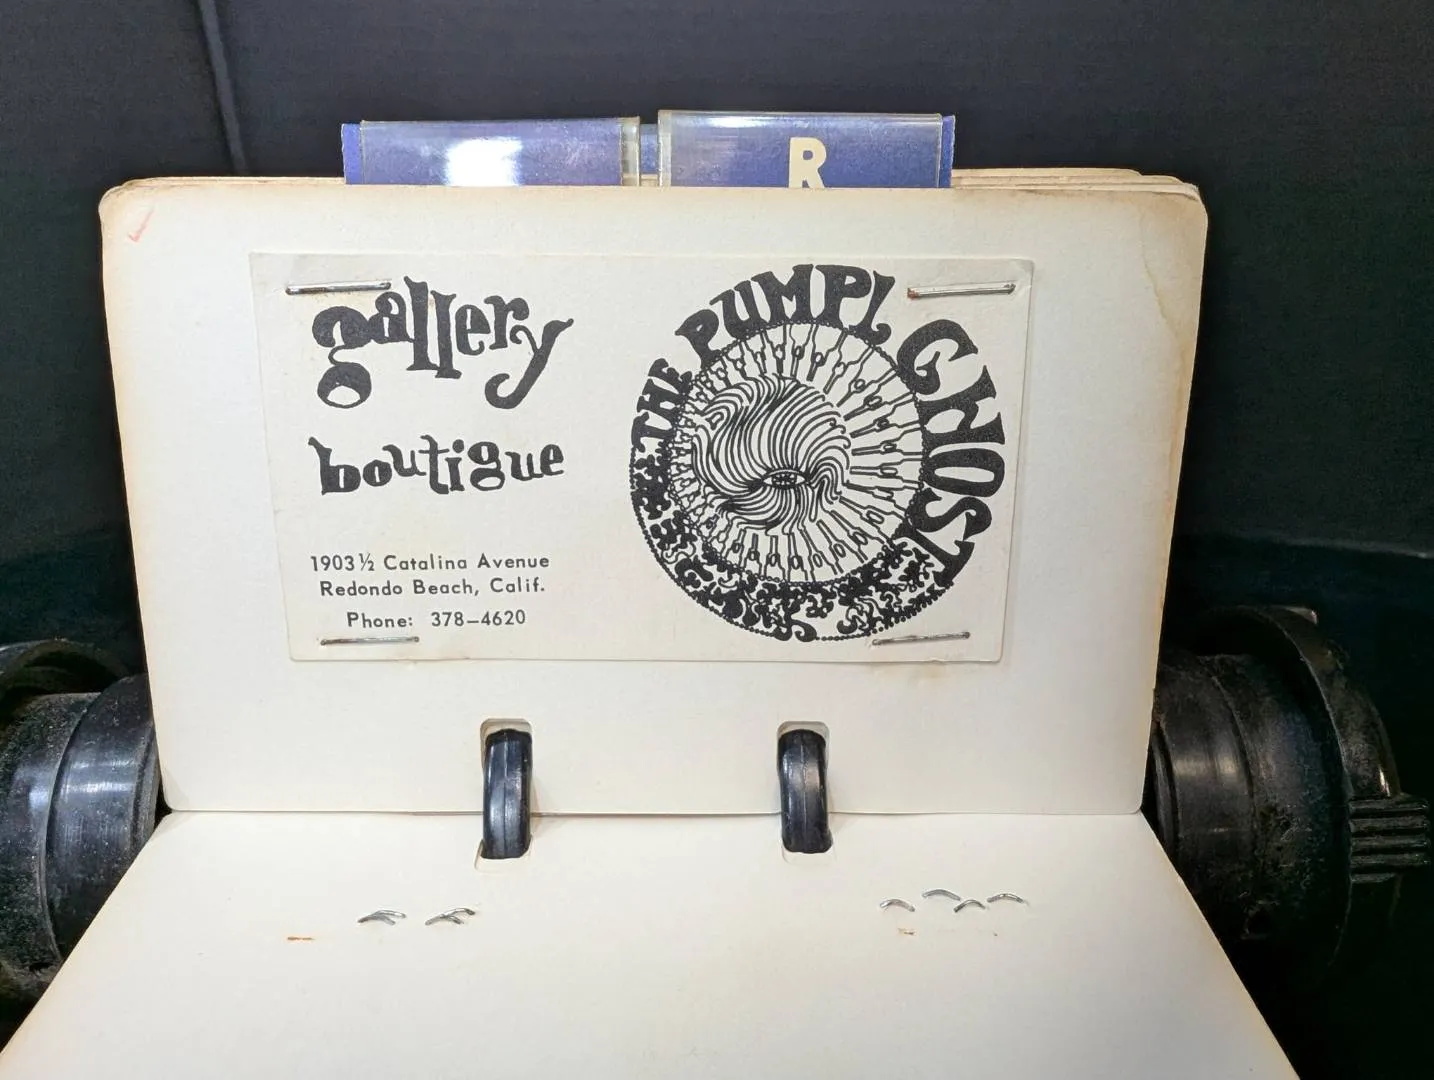 R
gallery
boutique
1903½ Catalina Avenue
Redondo Beach, Calif.
Phone: 378–4620
THE PUMPL GHOST